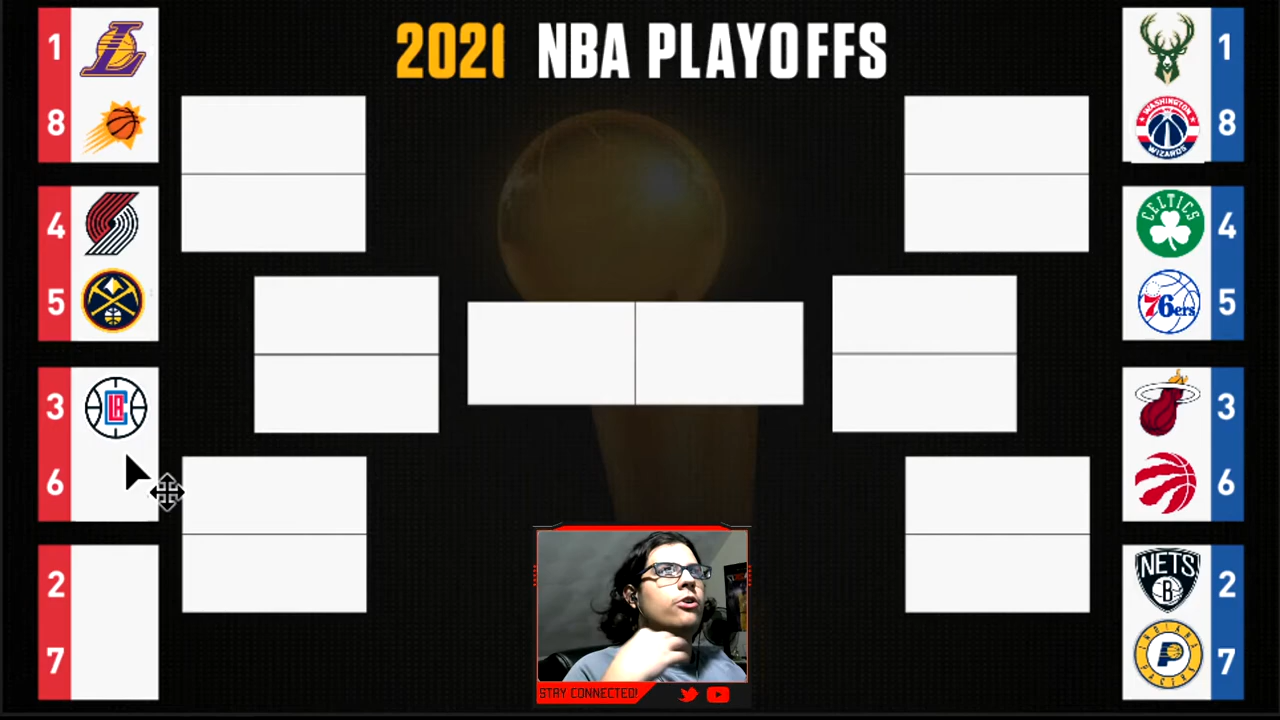 2021 NBA PLAYOFFS
1
8
4
5
3
LA
6
2
7
1
WASHINGTON
WIZARDS
8
CELTICS
4
76ers
5
3
6
NETS
B
2
INDIANA
PACERS
P
7
STAY CONNECTED!